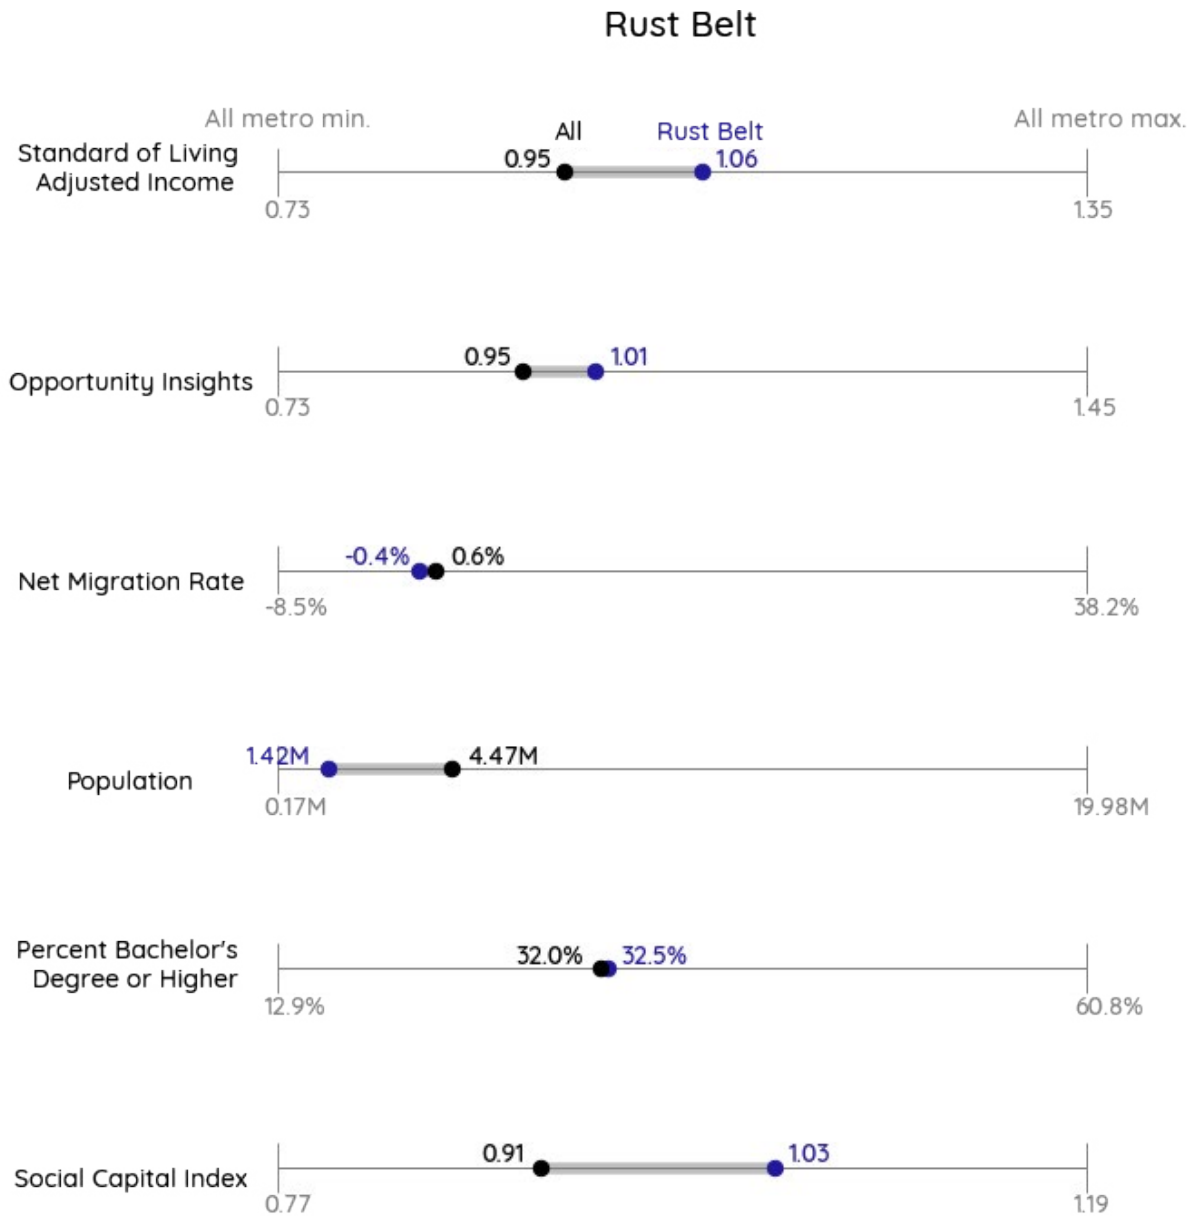 Rust Belt
All metro min.
All
Rust Belt
All metro max.
Standard of Living
Adjusted Income
0.95
1.06
0.73
1.35
Opportunity Insights
0.95
1.01
0.73
1.45
Net Migration Rate
-0.4%
0.6%
-8.5%
38.2%
Population
1.42M
4.47M
0.17M
19.98M
Percent Bachelor's
Degree or Higher
32.0%
32.5%
12.9%
60.8%
Social Capital Index
0.91
1.03
0.77
1.19